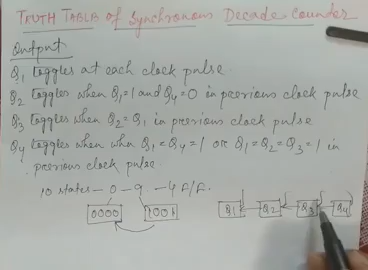 TRUTH TABLE of Synchronous Decade Counter
Output
Q1 toggles at each clock pulse.
Q2 toggles when Q1=1 and Q4=0 in previous clock pulse
Q3 toggles when Q2=Q1 in previous clock pulse
Q4 toggles when when Q1=Q4=1 or Q1=Q2=Q3=1 in
previous clock pulse.
10 states - 0 - 9 - 4 F/F.
0000 1001 Q1 Q2 Q3 Q4